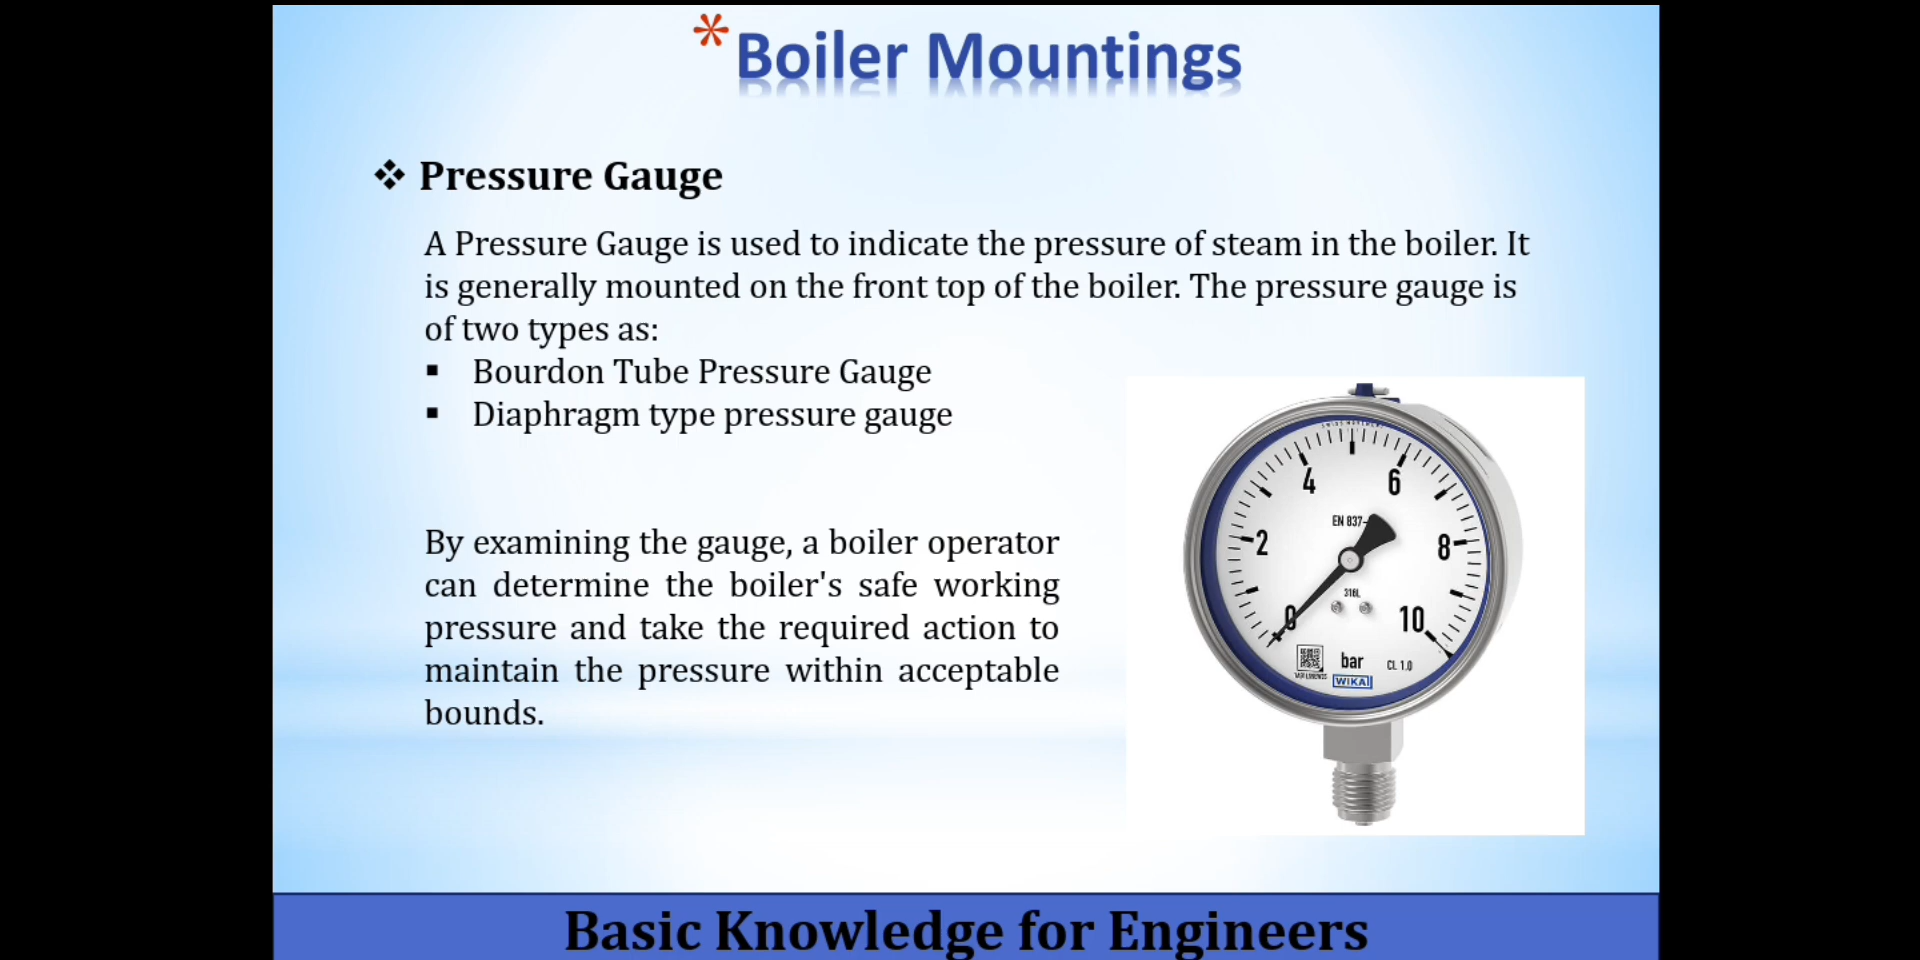 *Boiler Mountings
❖ Pressure Gauge
A Pressure Gauge is used to indicate the pressure of steam in the boiler. It
is generally mounted on the front top of the boiler. The pressure gauge is
of two types as:
▪ Bourdon Tube Pressure Gauge
▪ Diaphragm type pressure gauge
By examining the gauge, a boiler operator
can determine the boiler's safe working
pressure and take the required action to
maintain the pressure within acceptable
bounds.
4 6
EN 837-
2 8
316L
0 10
bar CL 1.0
WIKAI
Basic Knowledge for Engineers